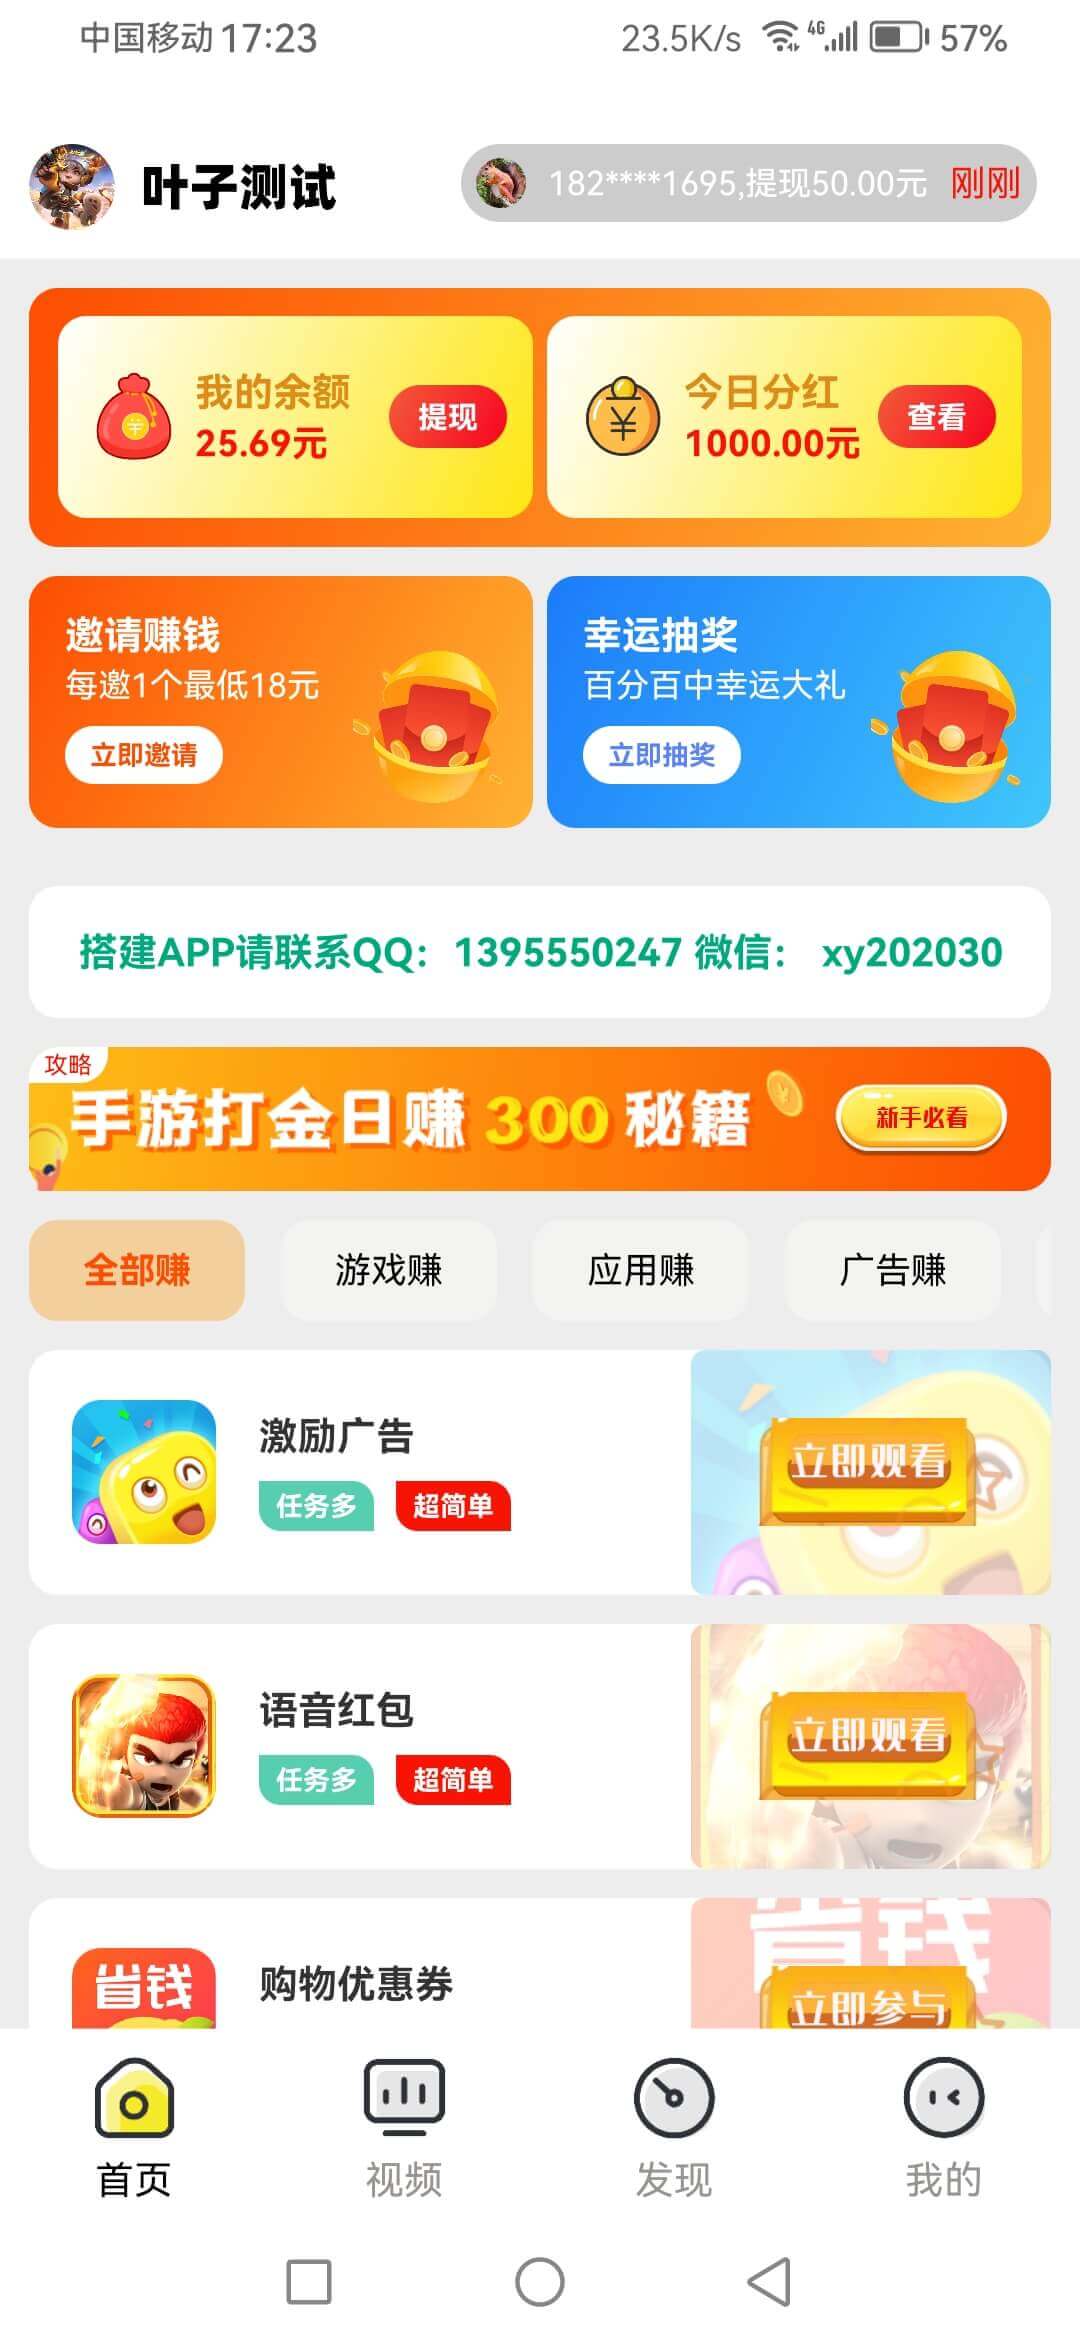 中国移动 17:23
23.5K/s 4G 57%
叶子测试
182****1695,提现50.00元 刚刚
我的余额
25.69元
提现
今日分红
1000.00元
查看
邀请赚钱
每邀1个最低18元
立即邀请
幸运抽奖
百分百中幸运大礼
立即抽奖
搭建APP请联系QQ：1395550247 微信： xy202030
攻略
手游打金日赚 300 秘籍
新手必看
全部赚
游戏赚
应用赚
广告赚
激励广告
任务多
超简单
立即观看
语音红包
任务多
超简单
立即观看
省钱
购物优惠券
省钱
立即参与
首页
视频
发现
我的